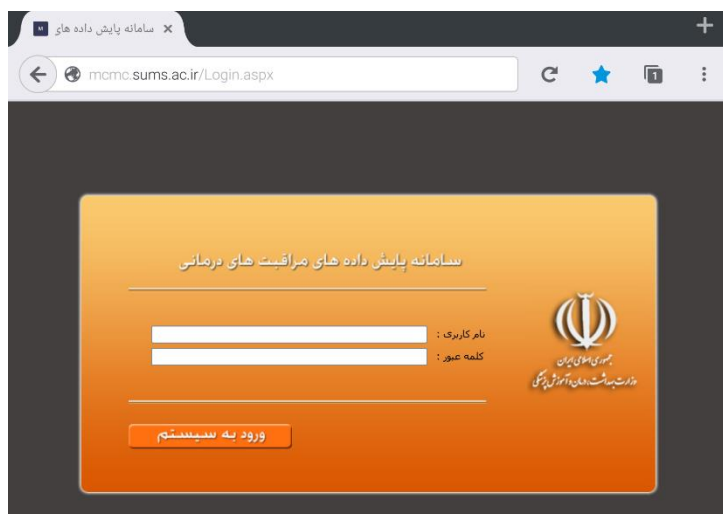 سامانه پایش داده های
mcmc.sums.ac.ir/Login.aspx
1
سامانه پایش داده های مراقبت های درمانی
نام کاربری :
کلمه عبور :
جمهوری اسلامی ایران
وزارت بهداشت، درمان و آموزش پزشکی
ورود به سیستم